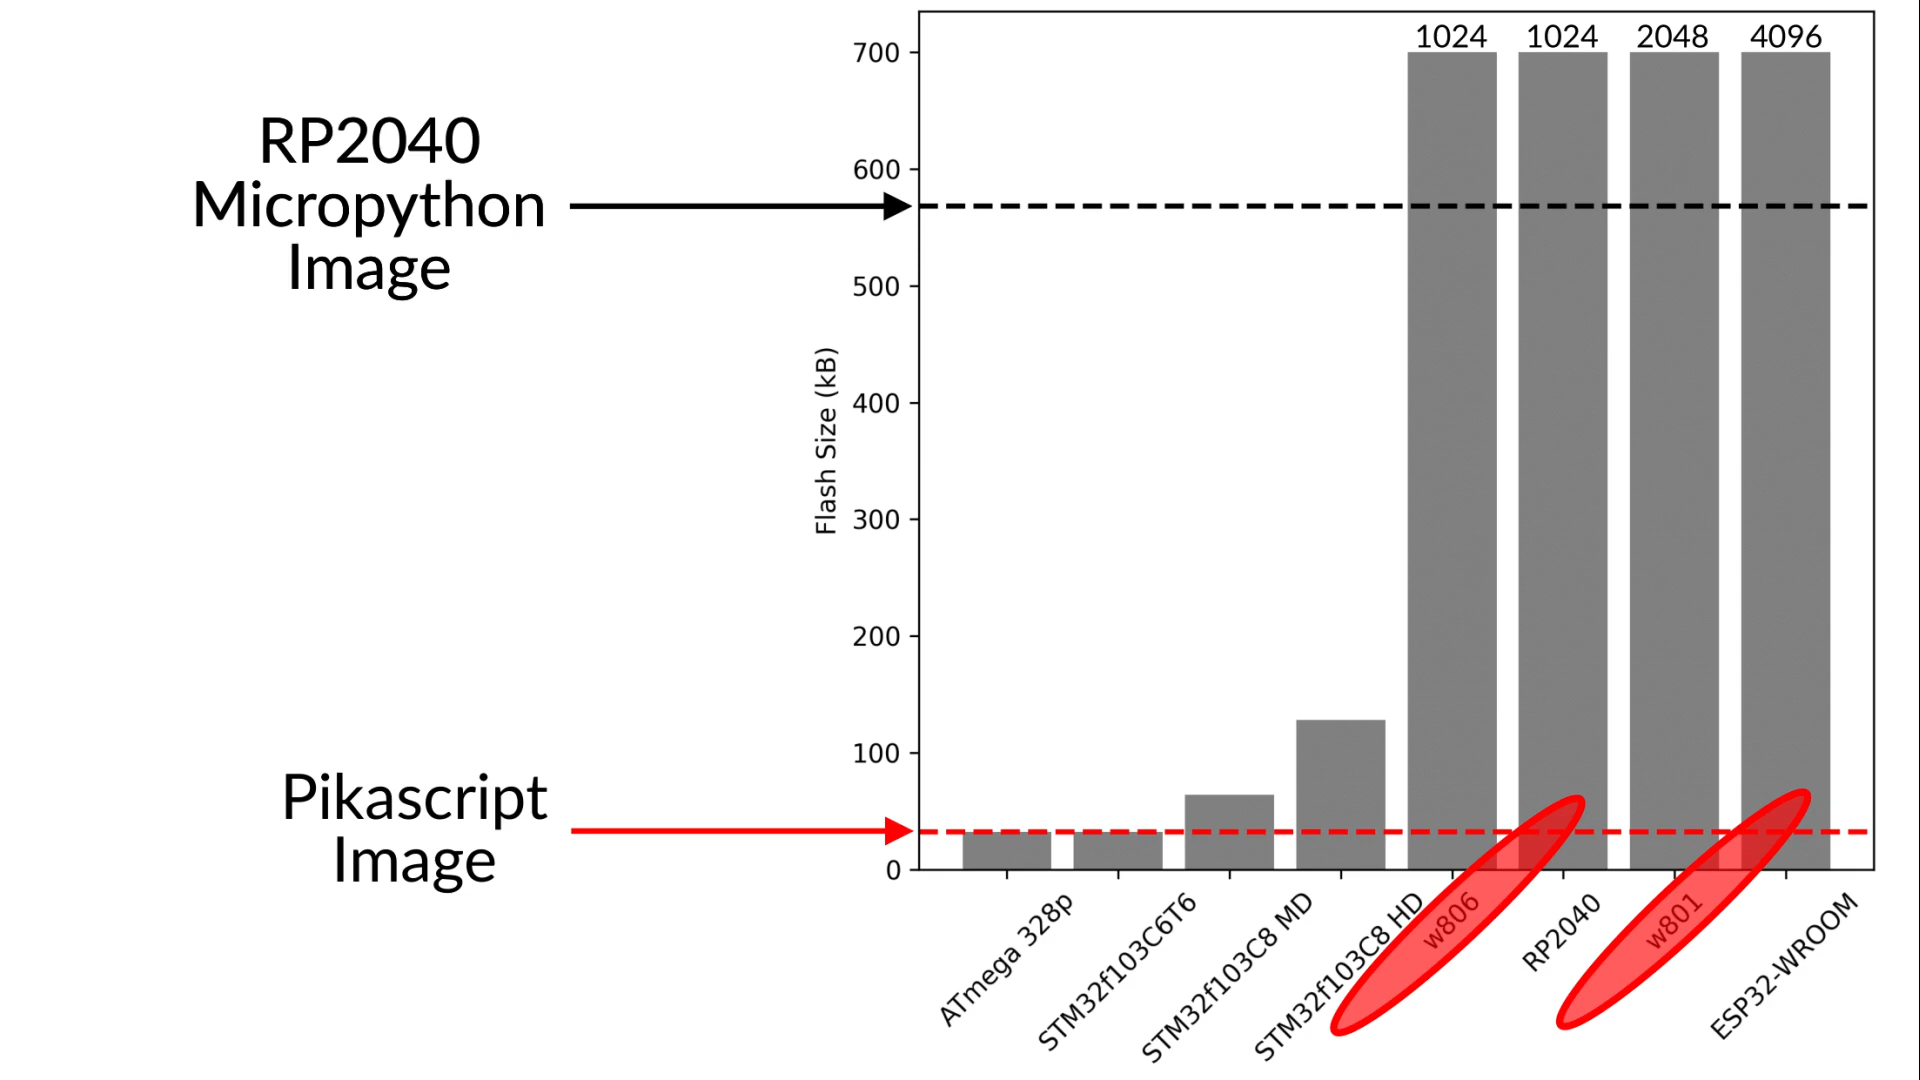 RP2040
Micropython
Image
Pikascript
Image
Flash Size (kB)
700
600
500
400
300
200
100
0
1024
1024
2048
4096
ATmega 328p
STM32f103C6T6
STM32f103C8 MD
STM32f103C8 HD
w806
RP2040
w801
ESP32-WROOM